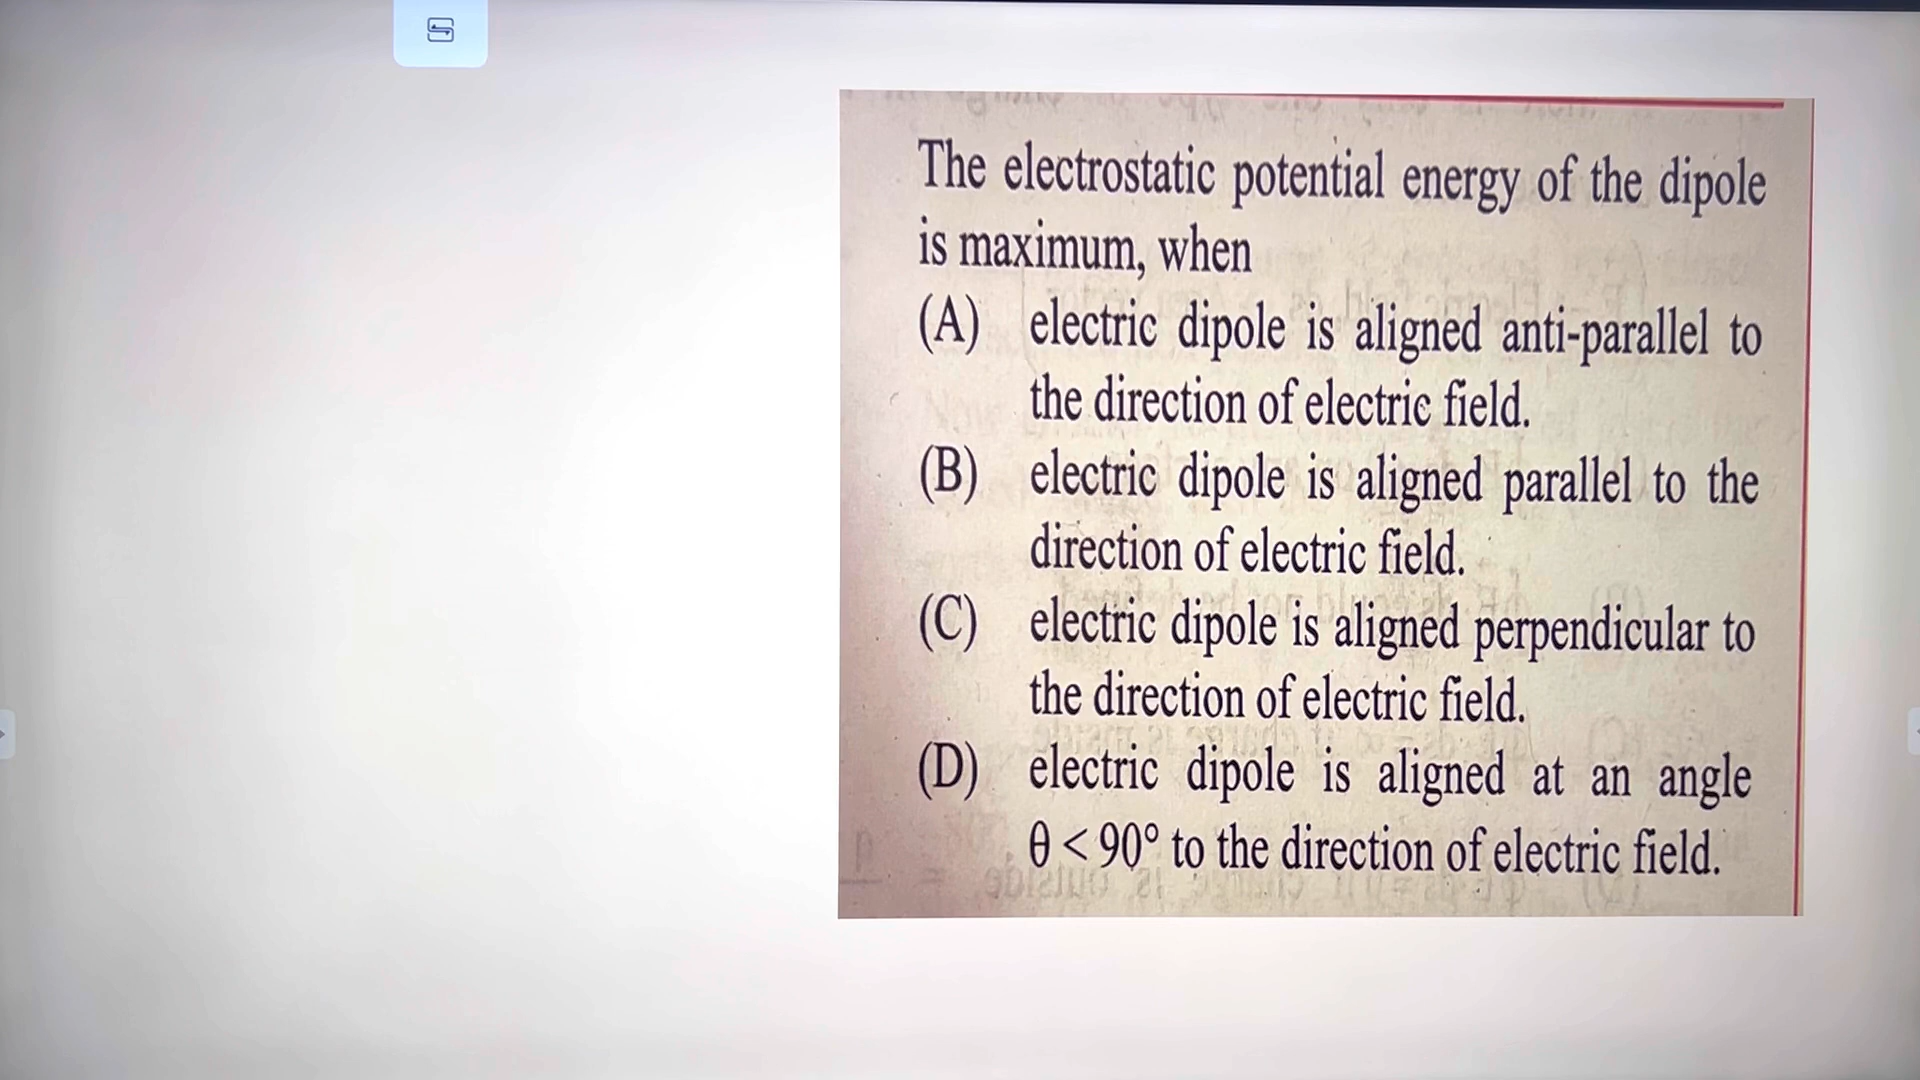 The electrostatic potential energy of the dipole
is maximum, when
(A) electric dipole is aligned anti-parallel to
the direction of electric field.
(B) electric dipole is aligned parallel to the
direction of electric field.
(C) electric dipole is aligned perpendicular to
the direction of electric field.
(D) electric dipole is aligned at an angle
θ < 90° to the direction of electric field.